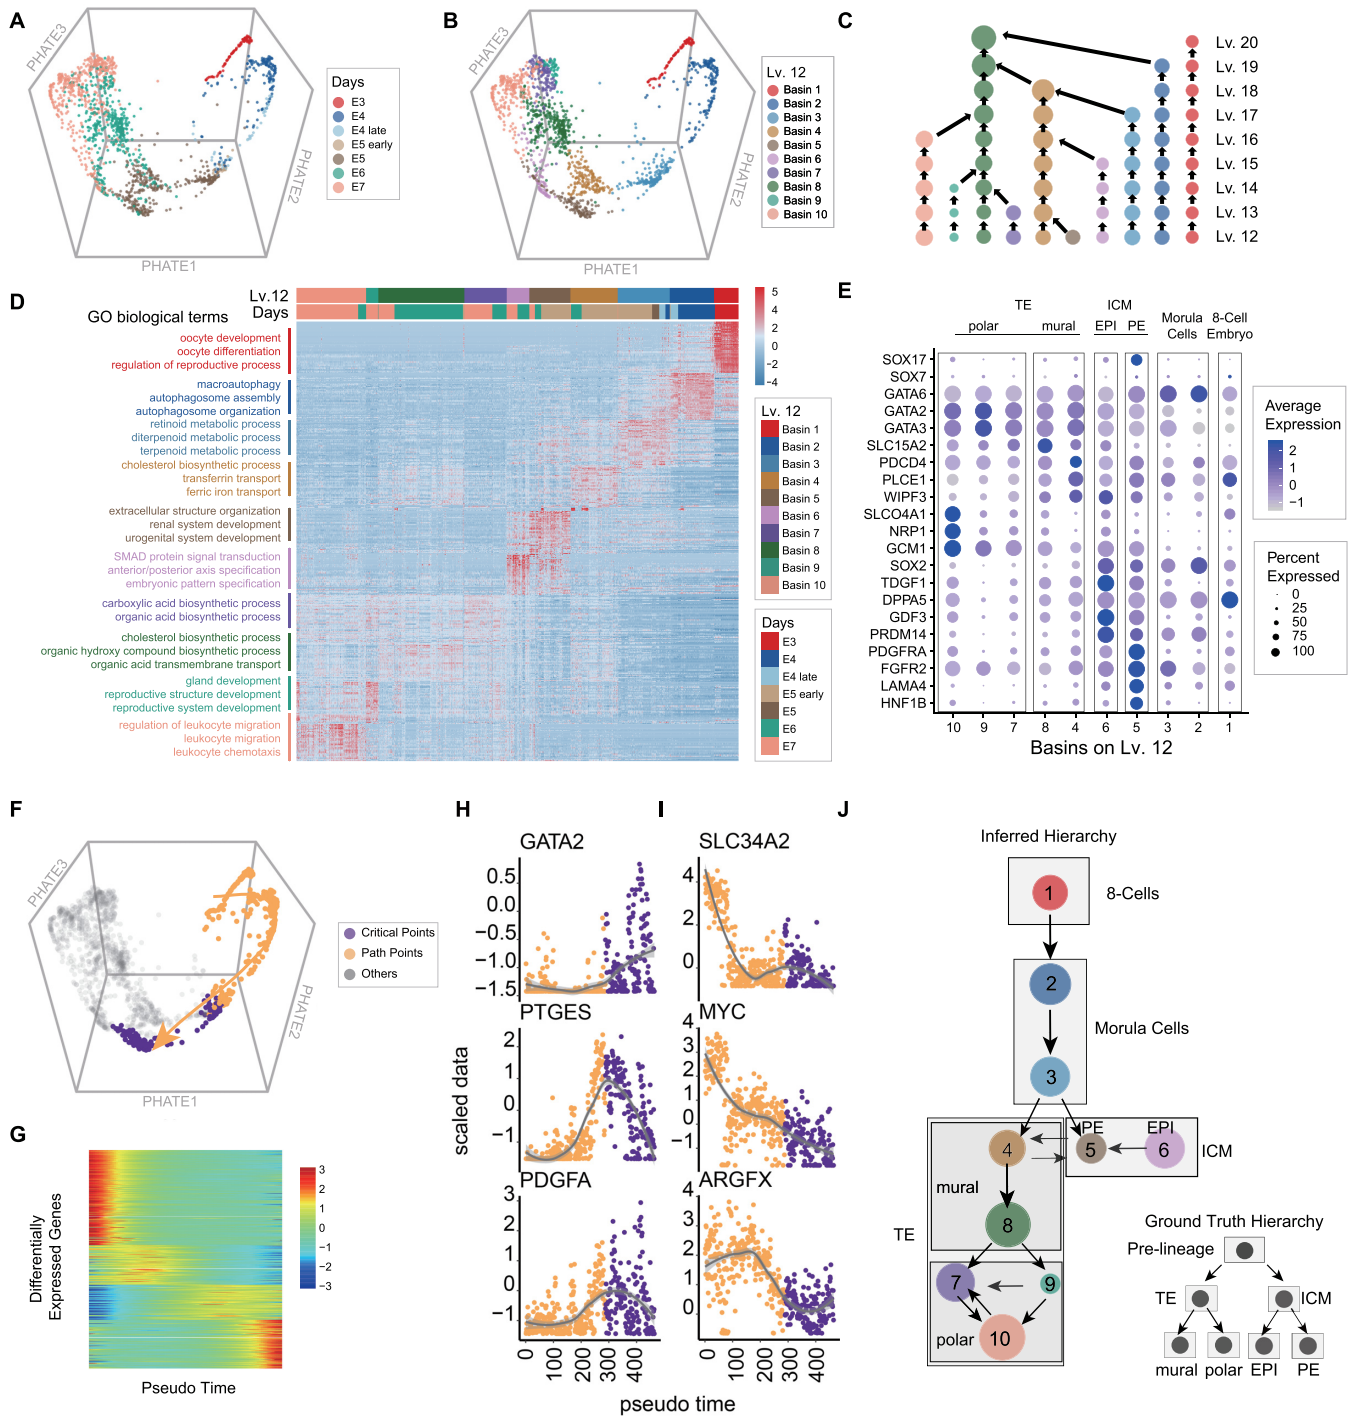 A
PHATE3
PHATE2
PHATE1
Days
E3
E4
E4 late
E5 early
E5
E6
E7
B
PHATE3
PHATE2
PHATE1
Lv. 12
Basin 1
Basin 2
Basin 3
Basin 4
Basin 5
Basin 6
Basin 7
Basin 8
Basin 9
Basin 10
C
Lv. 20
Lv. 19
Lv. 18
Lv. 17
Lv. 16
Lv. 15
Lv. 14
Lv. 13
Lv. 12
D
Lv.12
Days
GO biological terms
oocyte development
oocyte differentiation
regulation of reproductive process
macroautophagy
autophagosome assembly
autophagosome organization
retinoid metabolic process
diterpenoid metabolic process
terpenoid metabolic process
cholesterol biosynthetic process
transferrin transport
ferric iron transport
extracellular structure organization
renal system development
urogenital system development
SMAD protein signal transduction
anterior/posterior axis specification
embryonic pattern specification
carboxylic acid biosynthetic process
organic acid biosynthetic process
cholesterol biosynthetic process
organic hydroxy compound biosynthetic process
organic acid transmembrane transport
gland development
reproductive structure development
reproductive system development
regulation of leukocyte migration
leukocyte migration
leukocyte chemotaxis
5
4
2
0
−2
−4
Lv. 12
Basin 1
Basin 2
Basin 3
Basin 4
Basin 5
Basin 6
Basin 7
Basin 8
Basin 9
Basin 10
Days
E3
E4
E4 late
E5 early
E5
E6
E7
E
TE
ICM
polar
mural
EPI PE
Morula
Cells
8-Cell
Embryo
SOX17
SOX7
GATA6
GATA2
GATA3
SLC15A2
PDCD4
PLCE1
WIPF3
SLCO4A1
NRP1
GCM1
SOX2
TDGF1
DPPA5
GDF3
PRDM14
PDGFRA
FGFR2
LAMA4
HNF1B
10 9 7 8 4 6 5 3 2 1
Basins on Lv. 12
Average
Expression
2
1
0
−1
Percent
Expressed
0
25
50
75
100
F
PHATE3
PHATE2
PHATE1
Critical Points
Path Points
Others
G
Differentially
Expressed Genes
Pseudo Time
3
2
1
0
−1
−2
−3
H
GATA2
0.5
0.0
−0.5
−1.0
−1.5
PTGES
2
1
0
−1
PDGFA
3
2
1
0
−1
scaled data
0 100 200 300 400
I
SLC34A2
4
2
0
MYC
4
3
2
1
0
−1
ARGFX
4
3
2
1
0
0 100 200 300 400
pseudo time
J
Inferred Hierarchy
1
8-Cells
2
Morula Cells
3
PE
EPI
4
5
6
ICM
mural
8
TE
7
9
polar
10
Ground Truth Hierarchy
Pre-lineage
TE
ICM
mural polar EPI PE